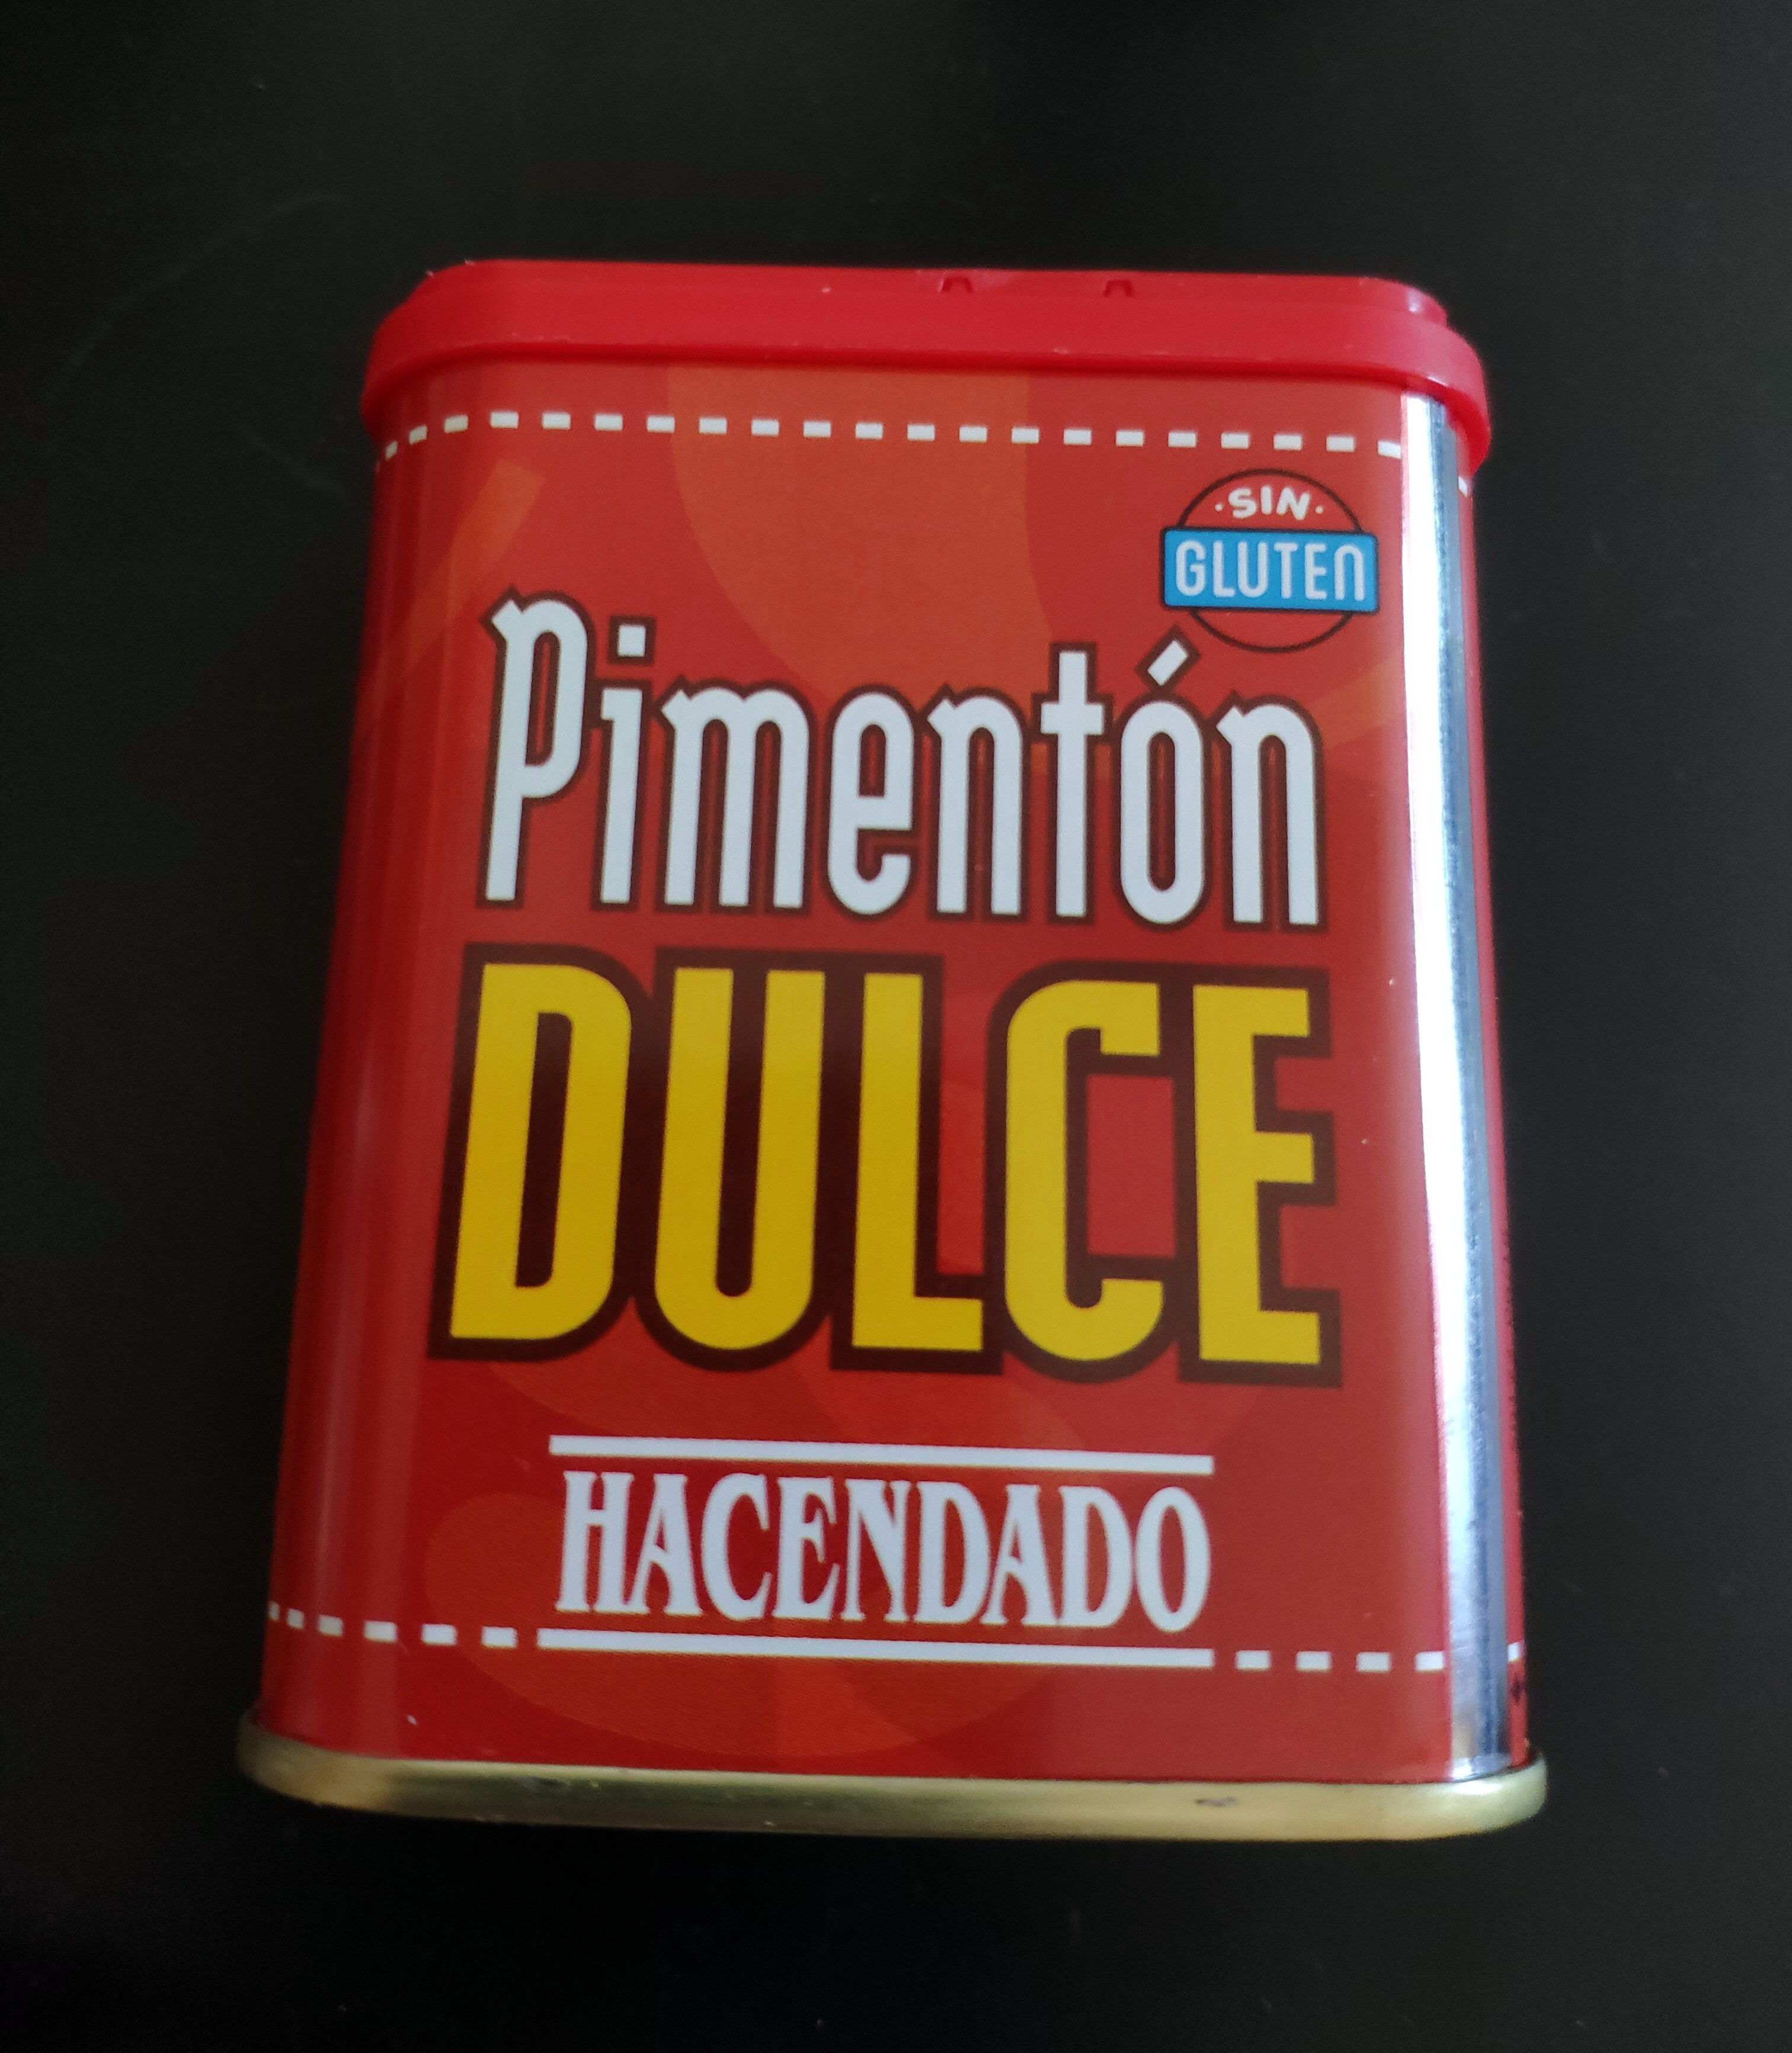 ·SIN·
GLUTEN
Pimentón
DULCE
HACENDADO